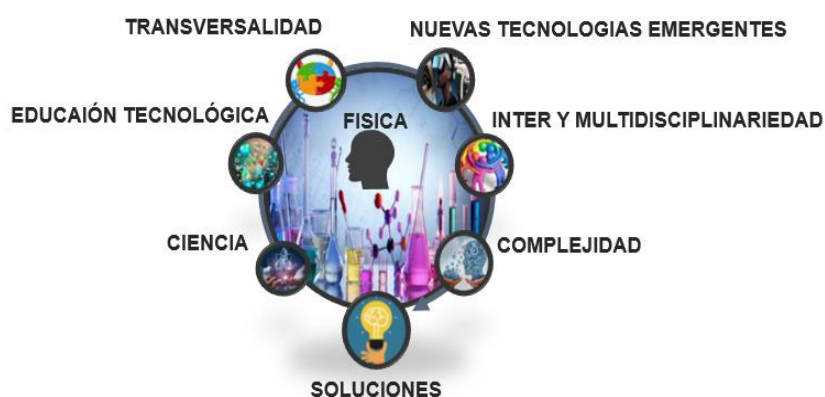 TRANSVERSALIDAD
NUEVAS TECNOLOGIAS EMERGENTES
EDUCAIÓN TECNOLÓGICA
FISICA
INTER Y MULTIDISCIPLINARIEDAD
CIENCIA
COMPLEJIDAD
SOLUCIONES